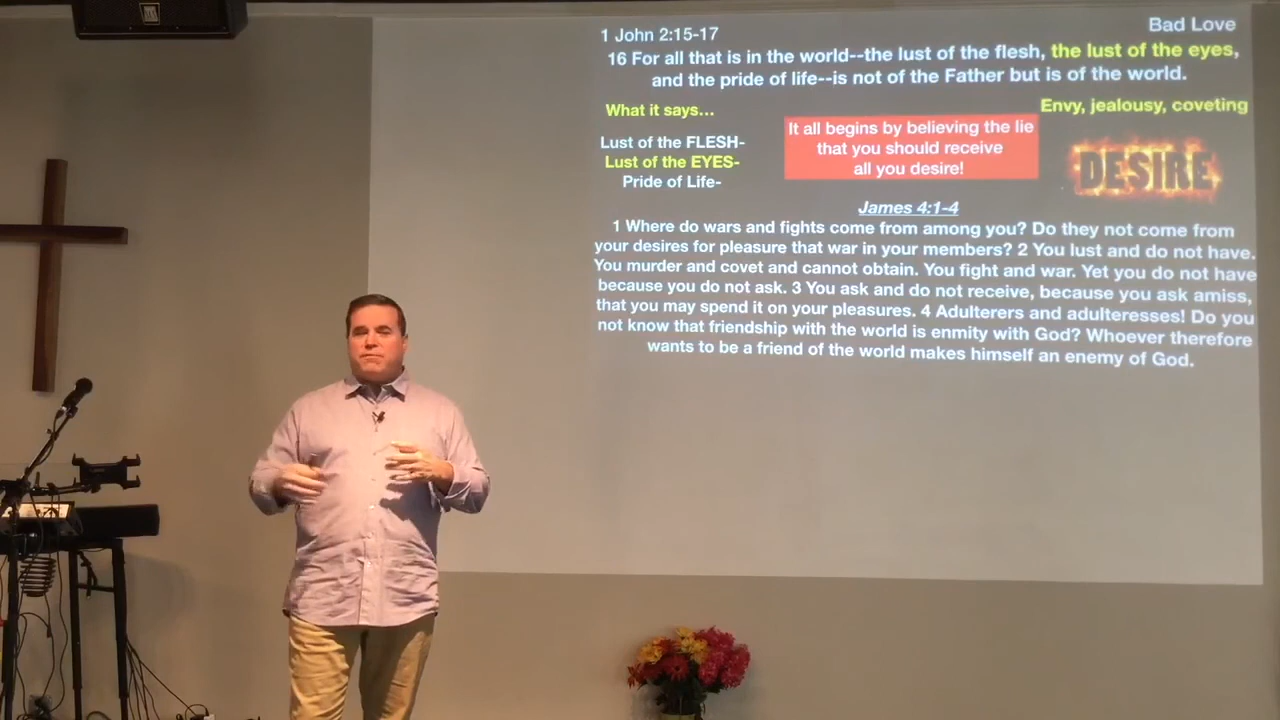 1 John 2:15-17
Bad Love
16 For all that is in the world--the lust of the flesh, the lust of the eyes,
and the pride of life--is not of the Father but is of the world.
What it says...
Envy, jealousy, coveting
Lust of the FLESH-
Lust of the EYES-
Pride of Life-
It all begins by believing the lie
that you should receive
all you desire!
DESIRE
James 4:1-4
1 Where do wars and fights come from among you? Do they not come from
your desires for pleasure that war in your members? 2 You lust and do not have.
You murder and covet and cannot obtain. You fight and war. Yet you do not have
because you do not ask. 3 You ask and do not receive, because you ask amiss,
that you may spend it on your pleasures. 4 Adulterers and adulteresses! Do you
not know that friendship with the world is enmity with God? Whoever therefore
wants to be a friend of the world makes himself an enemy of God.